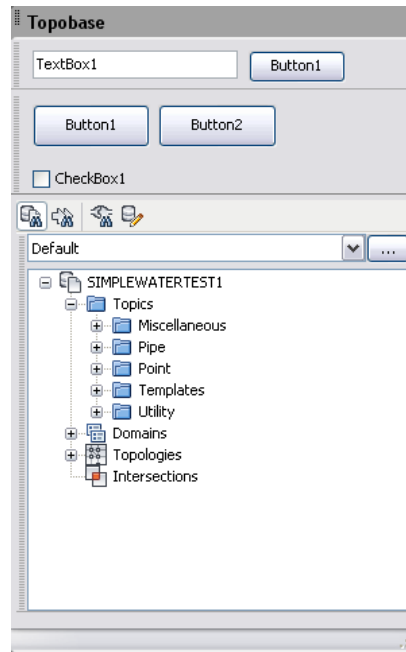 Topobase
TextBox1 Button1
Button1 Button2
CheckBox1
Default ...
SIMPLEWATERTEST1
Topics
Miscellaneous
Pipe
Point
Templates
Utility
Domains
Topologies
Intersections